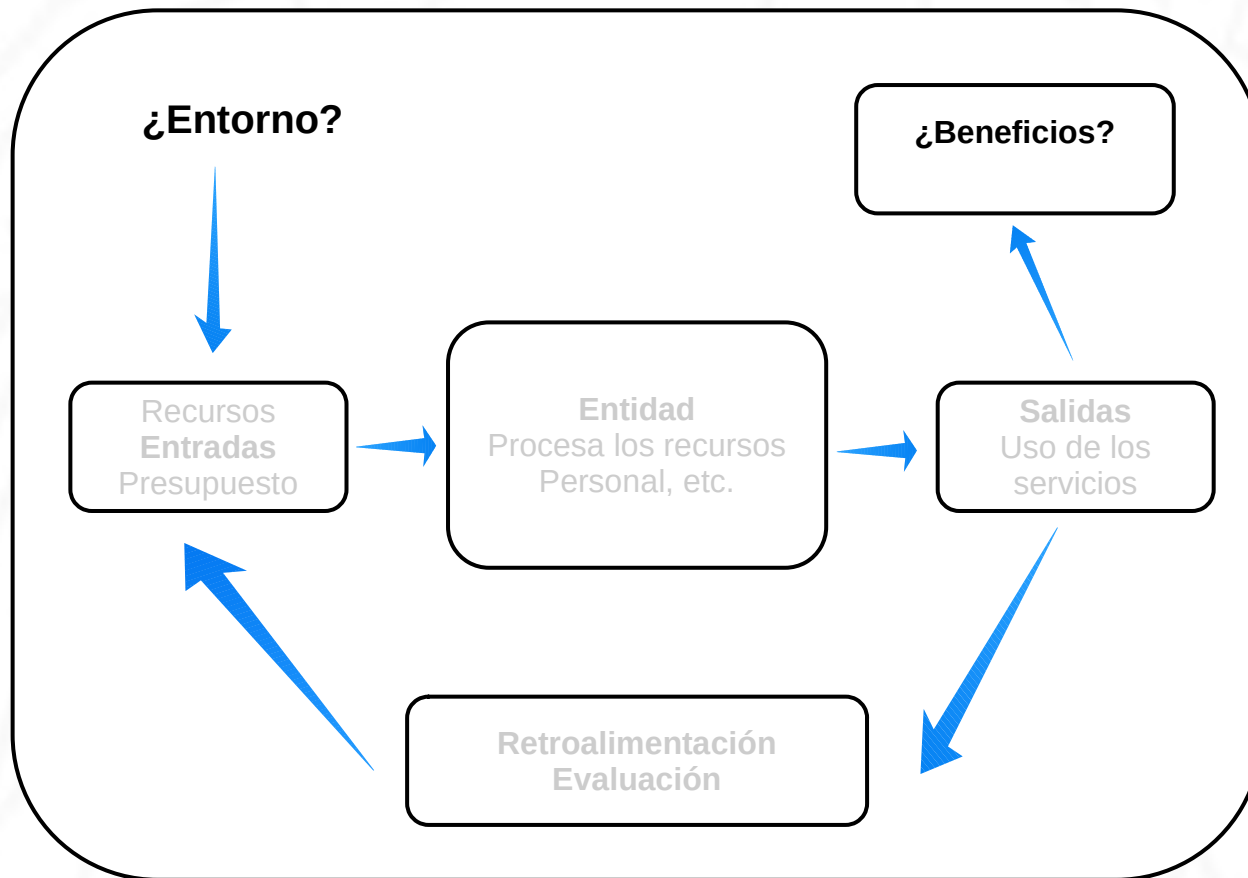 ¿Entorno?
¿Beneficios?
Recursos
Entradas
Presupuesto
Entidad
Procesa los recursos
Personal, etc.
Salidas
Uso de los
servicios
Retroalimentación
Evaluación